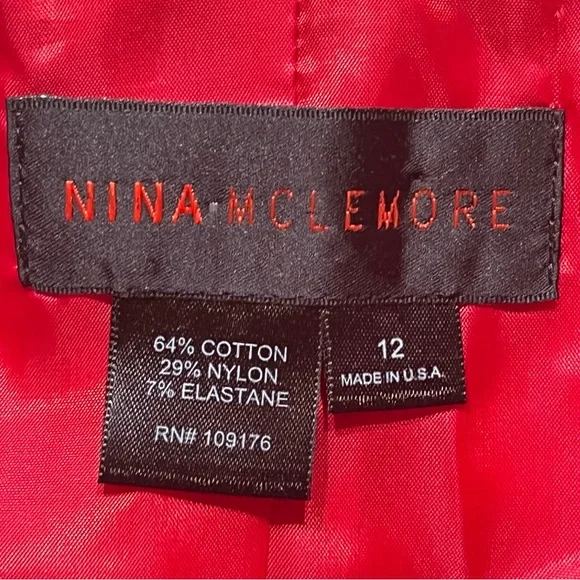 NINA MCLEMORE
64% COTTON
29% NYLON
7% ELASTANE
RN# 109176
12
MADE IN U.S.A.